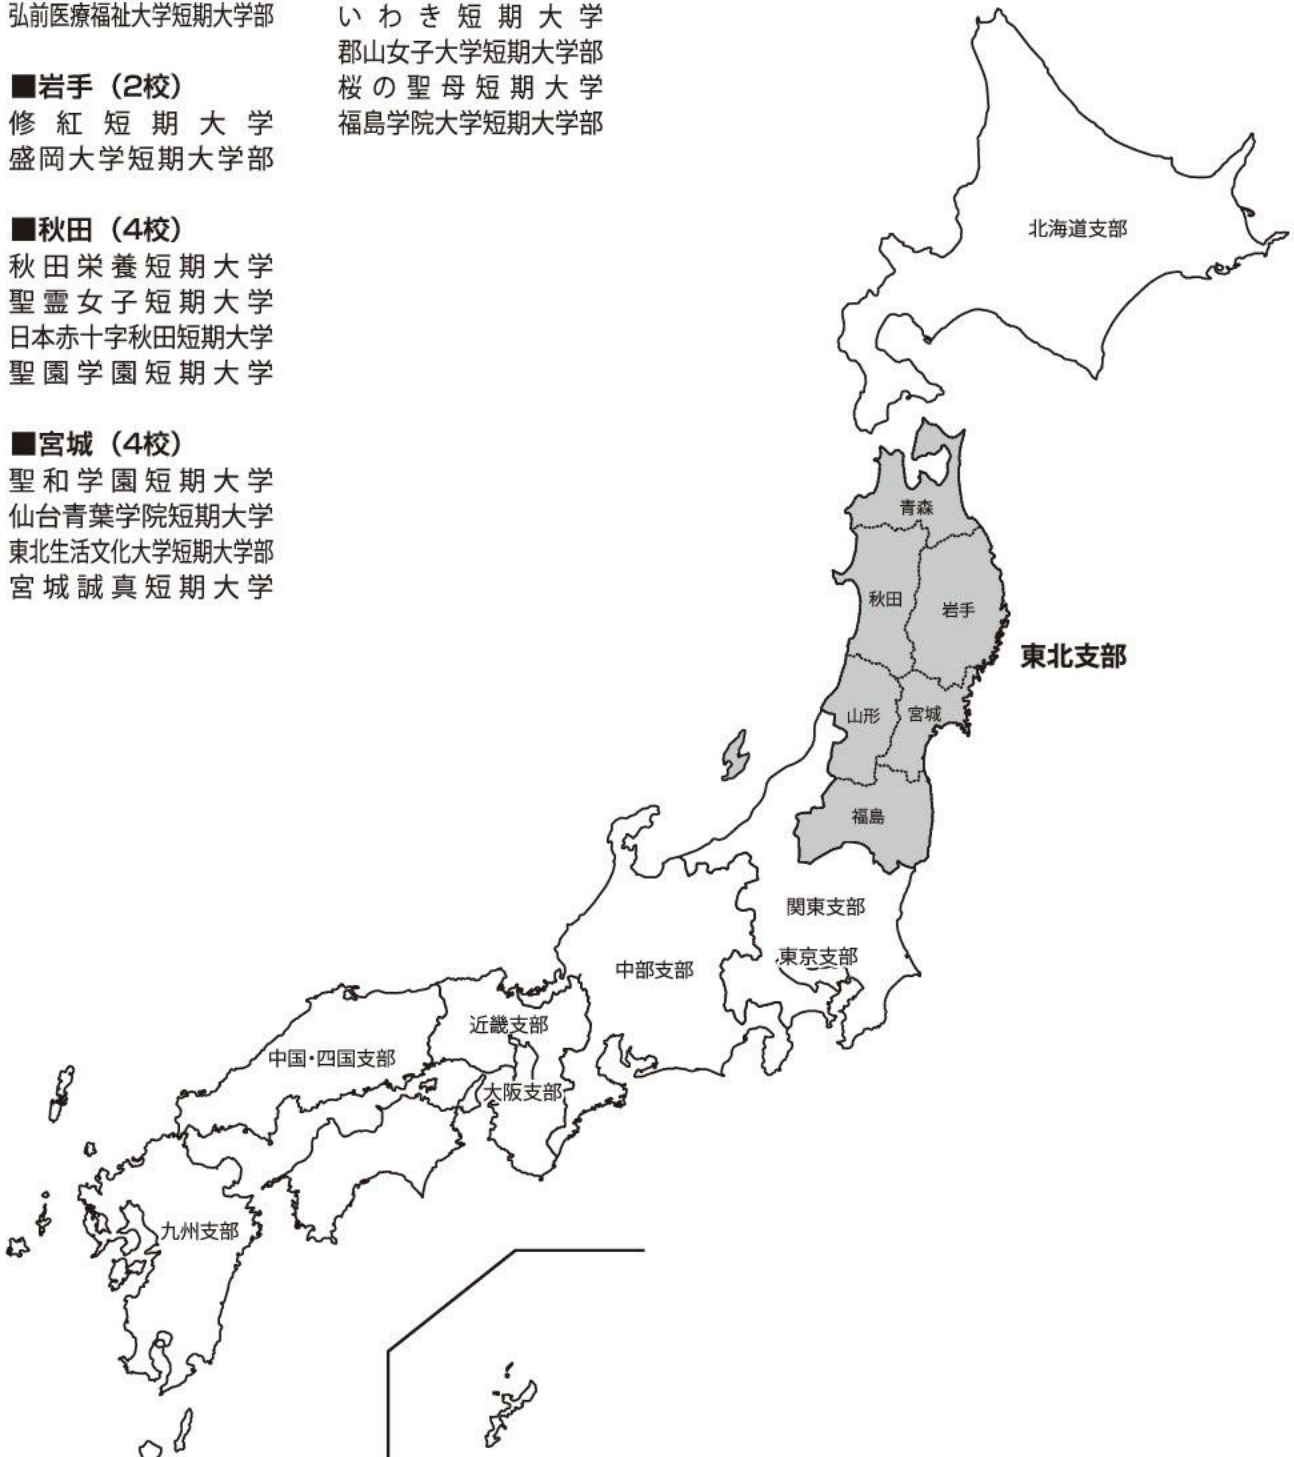 弘前医療福祉大学短期大学部
■岩手（2校）
修紅短期大学
盛岡大学短期大学部
■秋田（4校）
秋田栄養短期大学
聖霊女子短期大学
日本赤十字秋田短期大学
聖園学園短期大学
■宮城（4校）
聖和学園短期大学
仙台青葉学院短期大学
東北生活文化大学短期大学部
宮城誠真短期大学
いわき短期大学
郡山女子大学短期大学部
桜の聖母短期大学
福島学院大学短期大学部
北海道支部
青森
秋田
岩手
東北支部
山形
宮城
福島
関東支部
東京支部
中部支部
近畿支部
中国・四国支部
大阪支部
九州支部